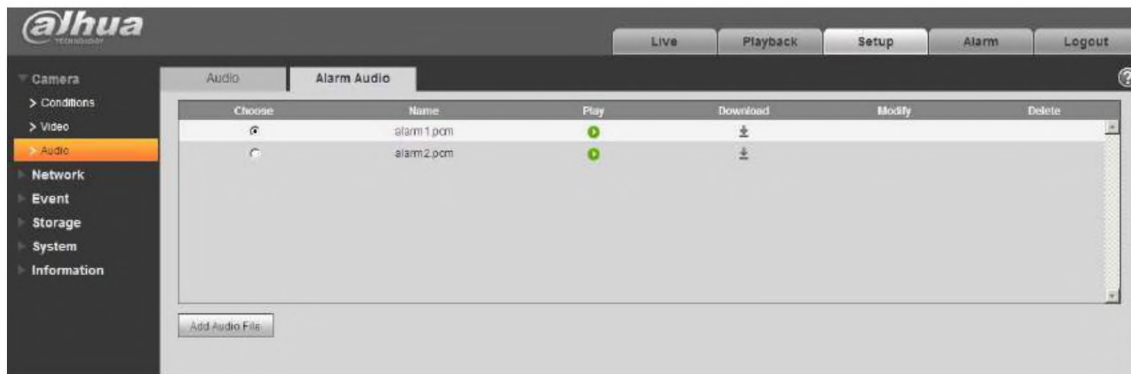 alhua
TECHNOLOGY
Live Playback Setup Alarm Logout
Camera
> Conditions
> Video
> Audio
Network
Event
Storage
System
Information
Audio Alarm Audio
?
Choose Name Play Download Modify Delete
alarm1.pcm
alarm2.pcm
Add Audio File